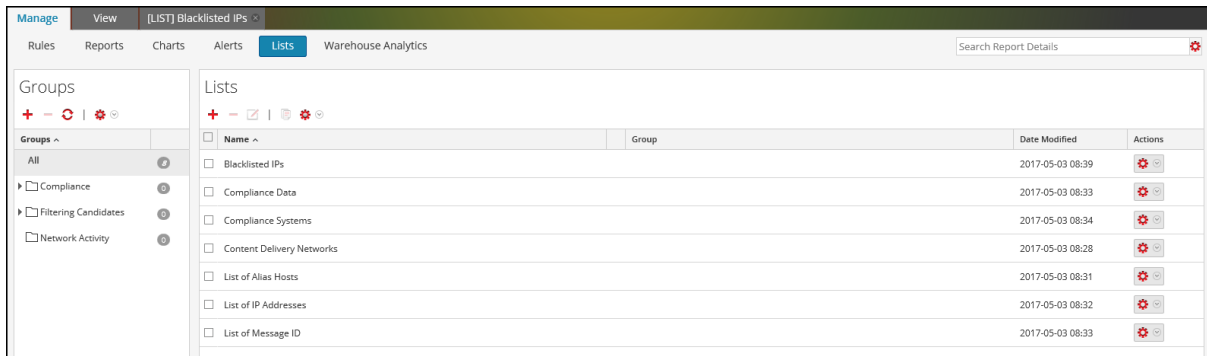 Manage View [LIST] Blacklisted IPs
Rules Reports Charts Alerts Lists Warehouse Analytics Search Report Details
Groups
Lists
Groups
Name Group Date Modified Actions
All
Blacklisted IPs 2017-05-03 08:39
Compliance 0
Compliance Data 2017-05-03 08:33
Filtering Candidates 0
Compliance Systems 2017-05-03 08:34
Network Activity 0
Content Delivery Networks 2017-05-03 08:28
List of Alias Hosts 2017-05-03 08:31
List of IP Addresses 2017-05-03 08:32
List of Message ID 2017-05-03 08:33